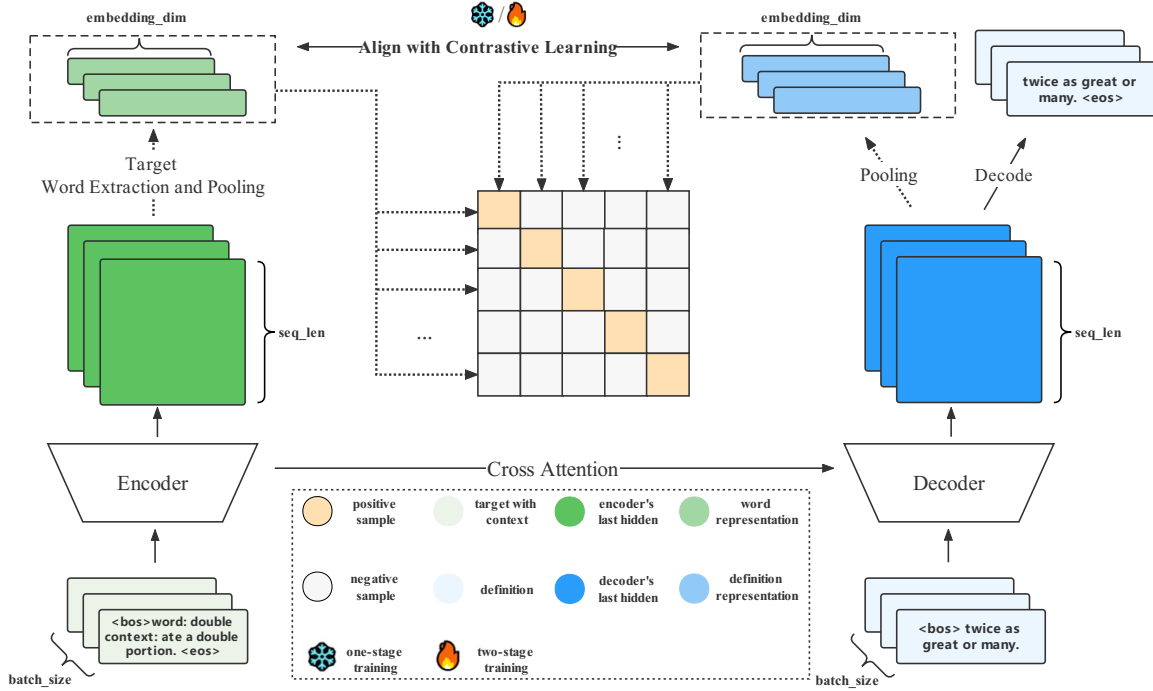 embedding_dim
/
embedding_dim
Align with Contrastive Learning
twice as great or
many. <eos>
Target
Word Extraction and Pooling
...
Pooling
Decode
seq_len
...
seq_len
Encoder
Cross Attention
Decoder
positive
sample
target with
context
encoder's
last hidden
word
representation
negative
sample
definition
decoder's
last hidden
definition
representation
one-stage
training
two-stage
training
<bos>word: double
context: ate a double
portion. <eos>
batch_size
<bos> twice as
great or many.
batch_size